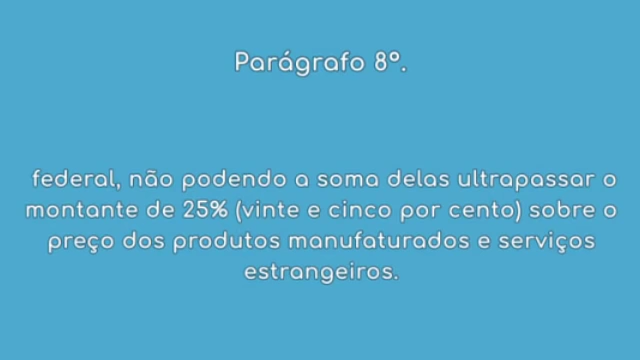 Parágrafo 8º.
federal, não podendo a soma delas ultrapassar o
montante de 25% (vinte e cinco por cento) sobre o
preço dos produtos manufaturados e serviços
estrangeiros.